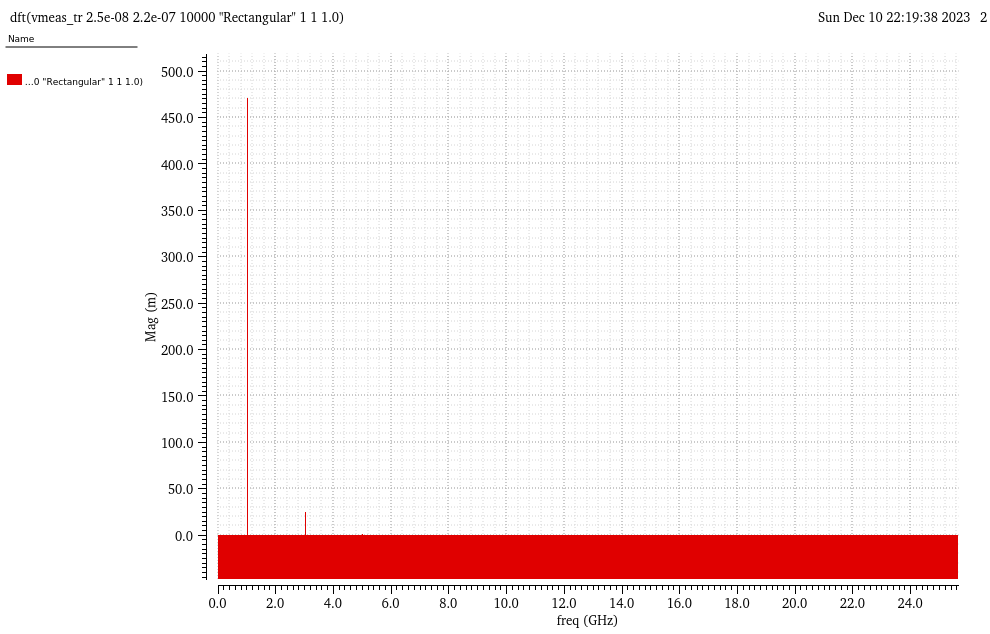 dft(vmeas_tr 2.5e-08 2.2e-07 10000 "Rectangular" 1 1 1.0)
Sun Dec 10 22:19:38 2023 2
Name
...0 "Rectangular" 1 1 1.0)
500.0
450.0
400.0
350.0
300.0
250.0
200.0
150.0
100.0
50.0
0.0
Mag (m)
0.0 2.0 4.0 6.0 8.0 10.0 12.0 14.0 16.0 18.0 20.0 22.0 24.0
freq (GHz)